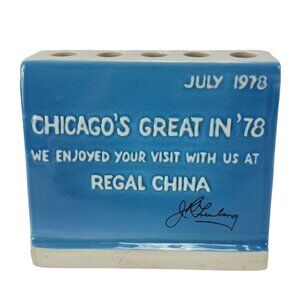 JULY 1978
CHICAGO'S GREAT IN '78
WE ENJOYED YOUR VISIT WITH US AT
REGAL CHINA